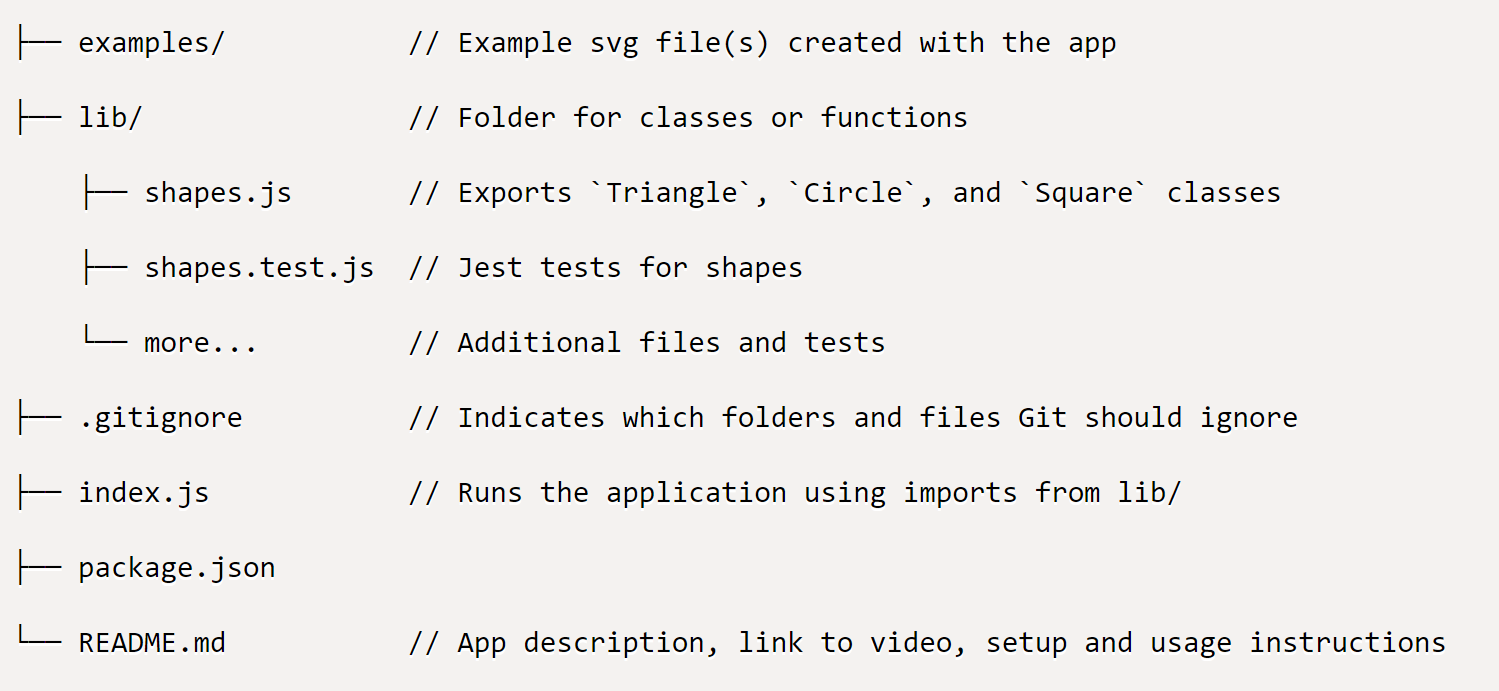 ├── examples/           // Example svg file(s) created with the app
├── lib/                // Folder for classes or functions
    ├── shapes.js       // Exports `Triangle`, `Circle`, and `Square` classes
    ├── shapes.test.js  // Jest tests for shapes
    └── more...         // Additional files and tests
├── .gitignore          // Indicates which folders and files Git should ignore
├── index.js            // Runs the application using imports from lib/
├── package.json
└── README.md           // App description, link to video, setup and usage instructions